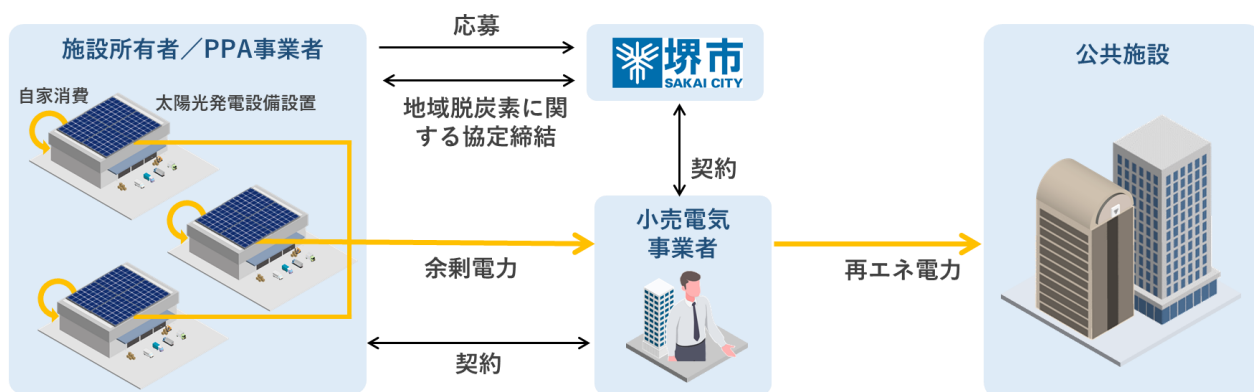 施設所有者／PPA事業者
自家消費
太陽光発電設備設置
応募
地域脱炭素に関
する協定締結
堺市
SAKAI CITY
契約
小売電気
事業者
余剰電力
契約
再エネ電力
公共施設